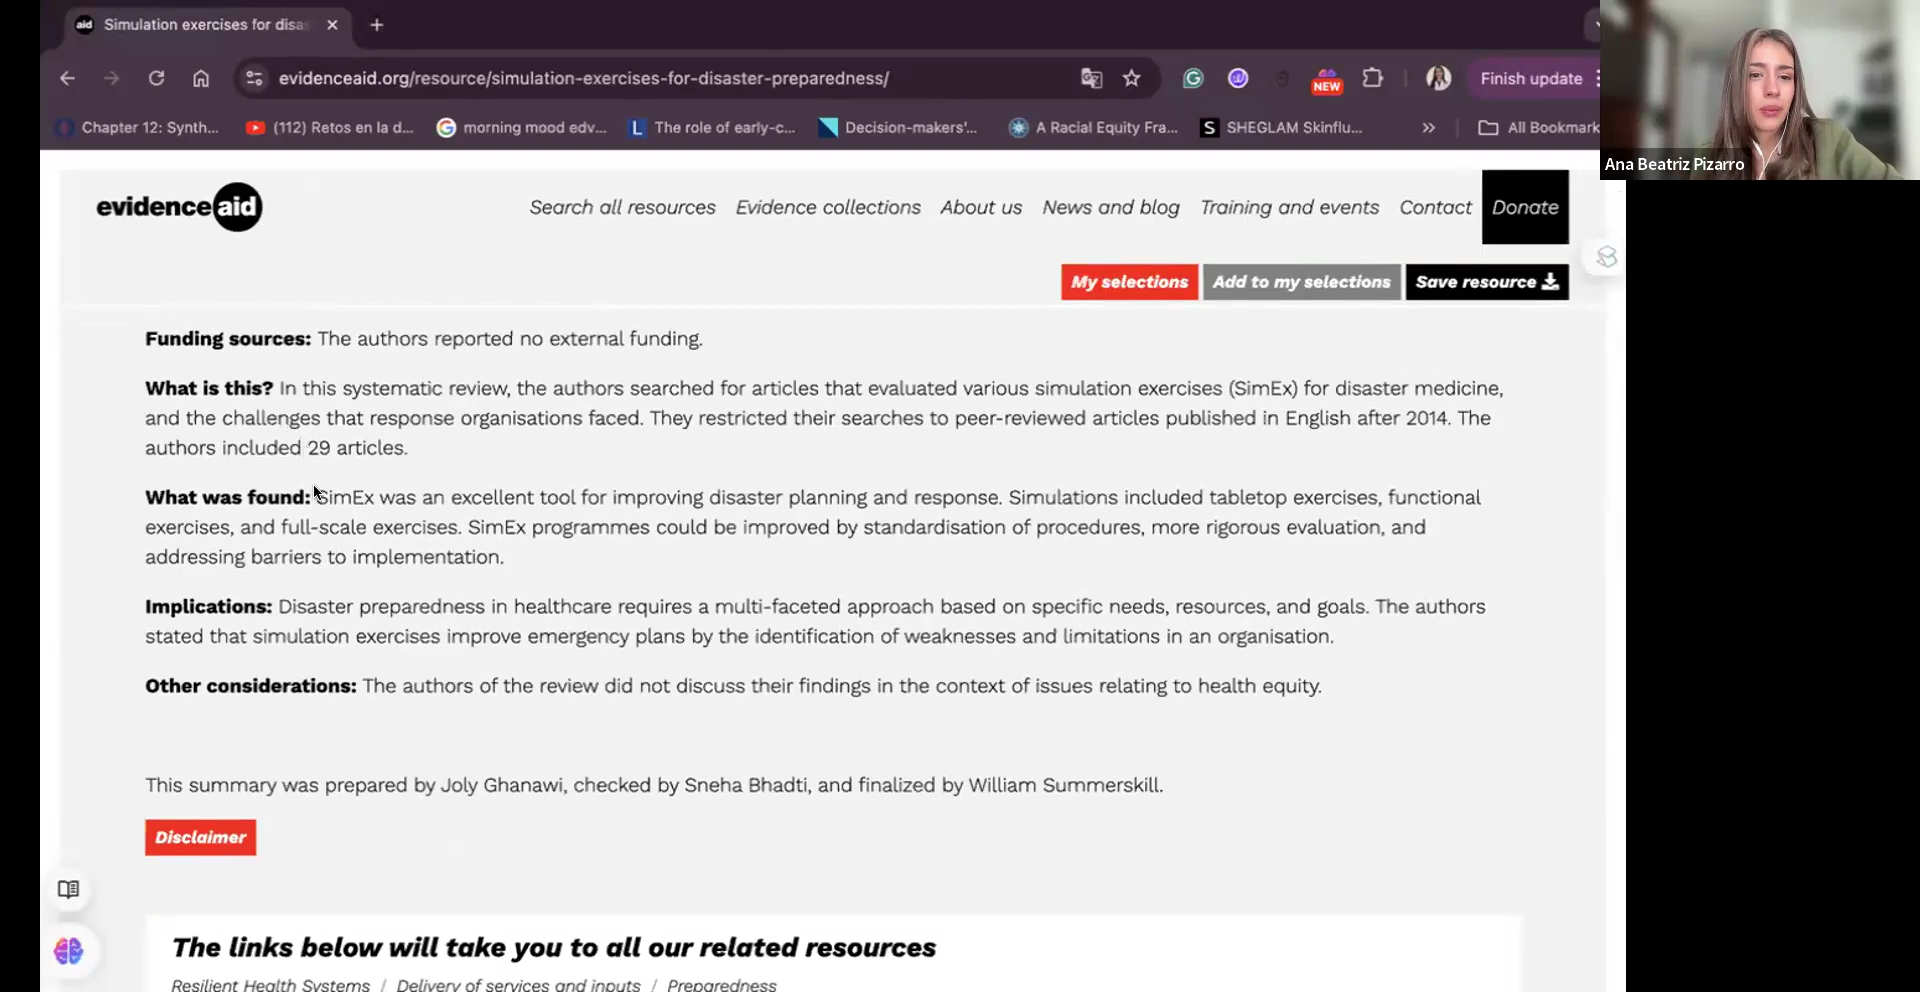 aid Simulation exercises for disa
evidenceaid.org/resource/simulation-exercises-for-disaster-preparedness/
NEW
Finish update
Chapter 12: Synth...
(112) Retos en la d...
morning mood edv...
The role of early-c...
Decision-makers'...
A Racial Equity Fra...
SHEGLAM Skinflu...
All Bookmark
Ana Beatriz Pizarro
evidence aid
Search all resources
Evidence collections
About us
News and blog
Training and events
Contact
Donate
My selections
Add to my selections
Save resource
Funding sources: The authors reported no external funding.
What is this? In this systematic review, the authors searched for articles that evaluated various simulation exercises (SimEx) for disaster medicine,
and the challenges that response organisations faced. They restricted their searches to peer-reviewed articles published in English after 2014. The
authors included 29 articles.
What was found: SimEx was an excellent tool for improving disaster planning and response. Simulations included tabletop exercises, functional
exercises, and full-scale exercises. SimEx programmes could be improved by standardisation of procedures, more rigorous evaluation, and
addressing barriers to implementation.
Implications: Disaster preparedness in healthcare requires a multi-faceted approach based on specific needs, resources, and goals. The authors
stated that simulation exercises improve emergency plans by the identification of weaknesses and limitations in an organisation.
Other considerations: The authors of the review did not discuss their findings in the context of issues relating to health equity.
This summary was prepared by Joly Ghanawi, checked by Sneha Bhadti, and finalized by William Summerskill.
Disclaimer
The links below will take you to all our related resources
Resilient Health Systems / Delivery of services and inputs / Preparedness